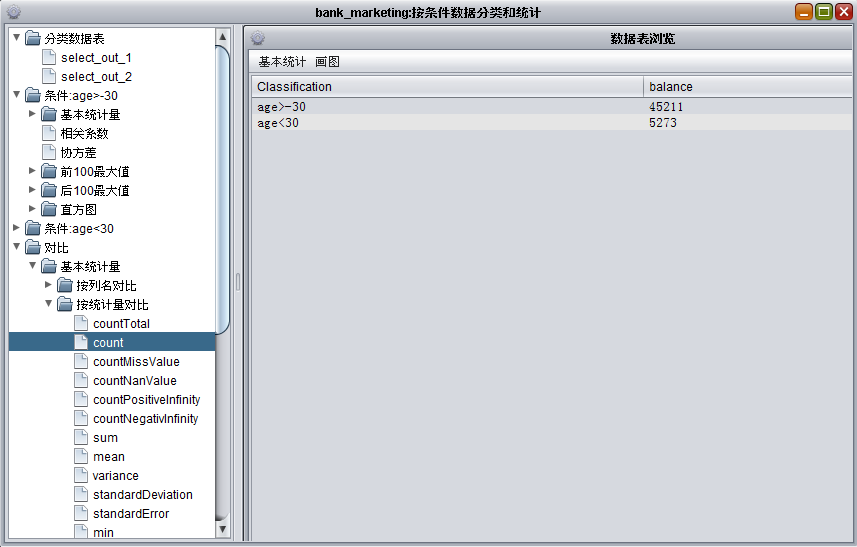 bank_marketing:按条件数据分类和统计
分类数据表
select_out_1
select_out_2
条件:age>-30
基本统计量
相关系数
协方差
前100最大值
后100最大值
直方图
条件:age<30
对比
基本统计量
按列名对比
按统计量对比
countTotal
count
countMissValue
countNanValue
countPositiveInfinity
countNegativInfinity
sum
mean
variance
standardDeviation
standardError
min
数据表浏览
基本统计 画图
Classification balance
age>-30 45211
age<30 5273